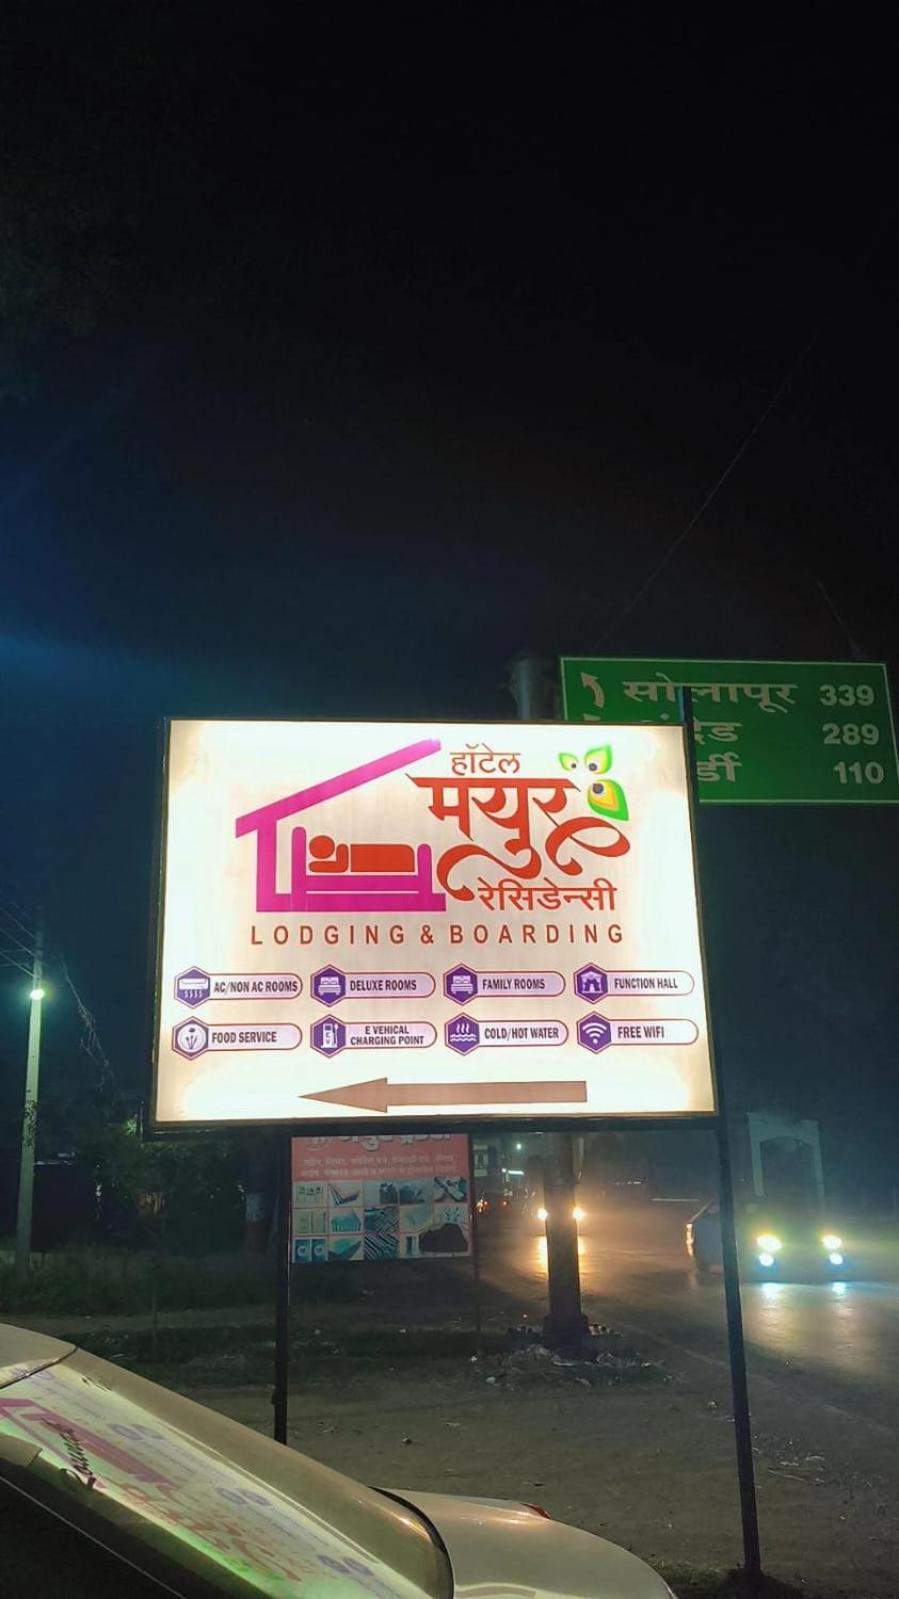 सोलापूर 339
289
र्डी 110
हॉटेल
मयुर
रेसिडेन्सी
LODGING & BOARDING
AC/NON AC ROOMS
DELUXE ROOMS
FAMILY ROOMS
FUNCTION HALL
FOOD SERVICE
E VEHICAL
CHARGING POINT
COLD/HOT WATER
FREE WIFI